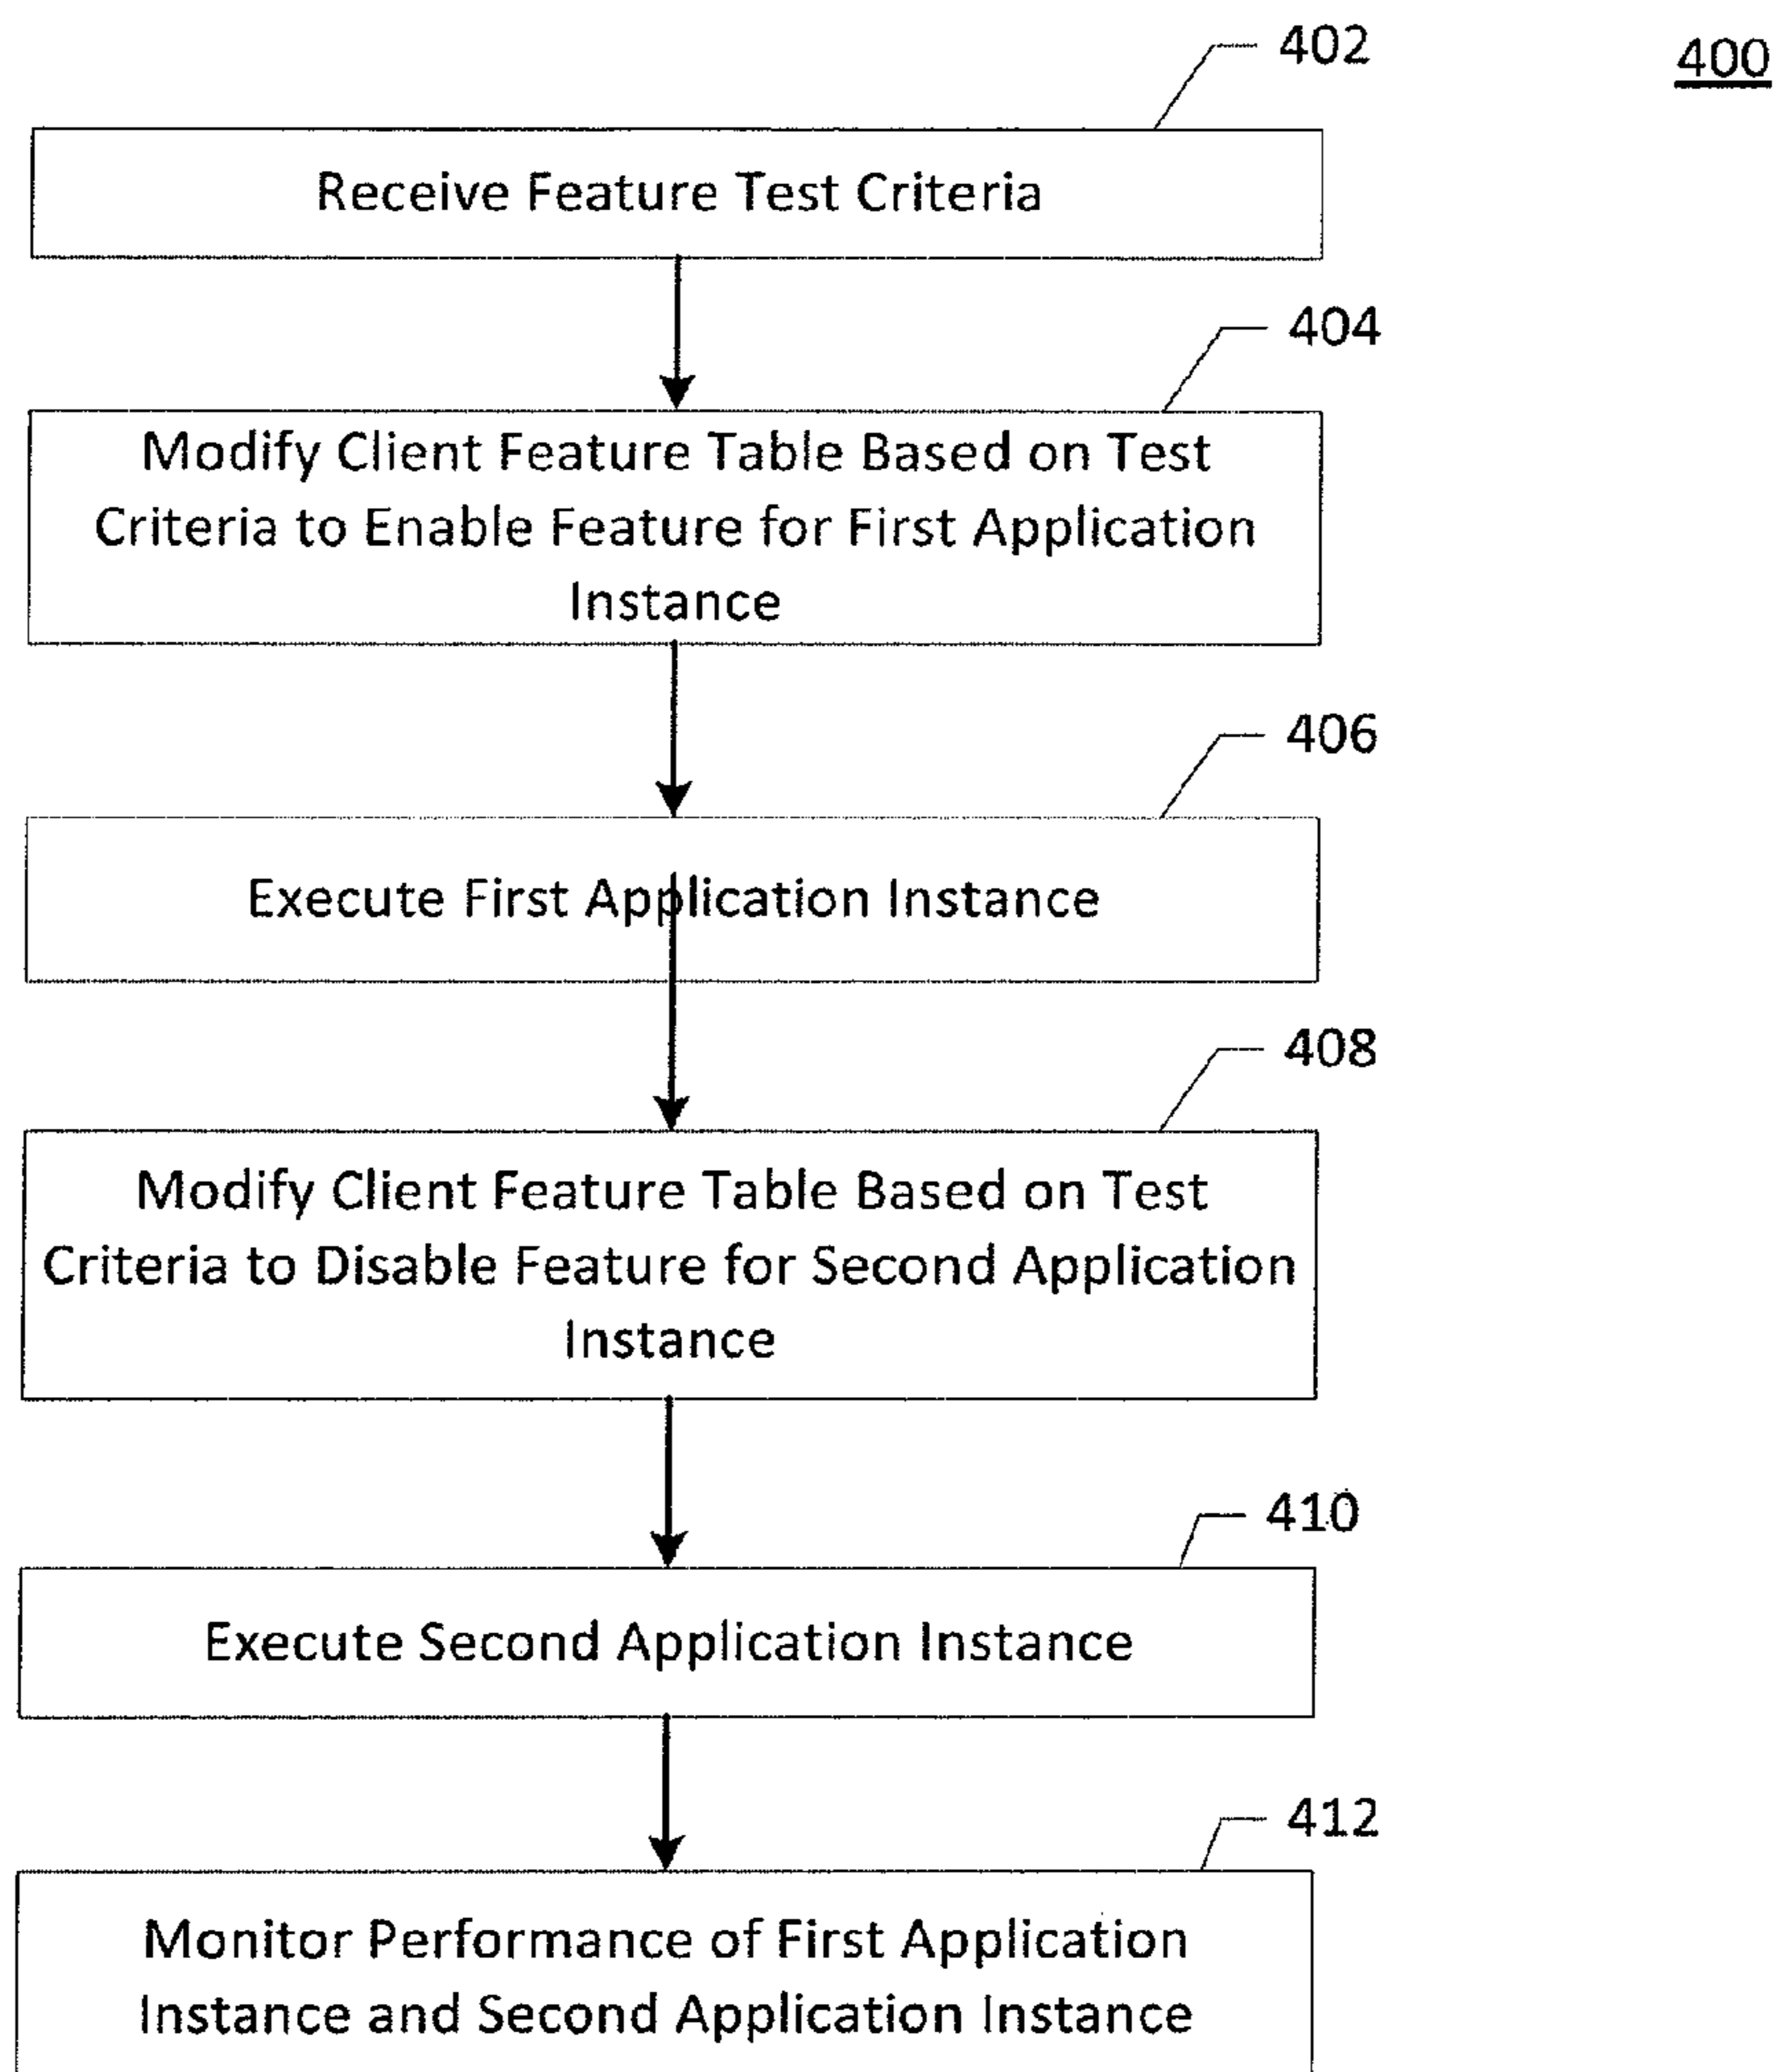 402
400
Receive Feature Test Criteria
404
Modify Client Feature Table Based on Test
Criteria to Enable Feature for First Application
Instance
406
Execute First Application Instance
408
Modify Client Feature Table Based on Test
Criteria to Disable Feature for Second Application
Instance
410
Execute Second Application Instance
412
Monitor Performance of First Application
Instance and Second Application Instance